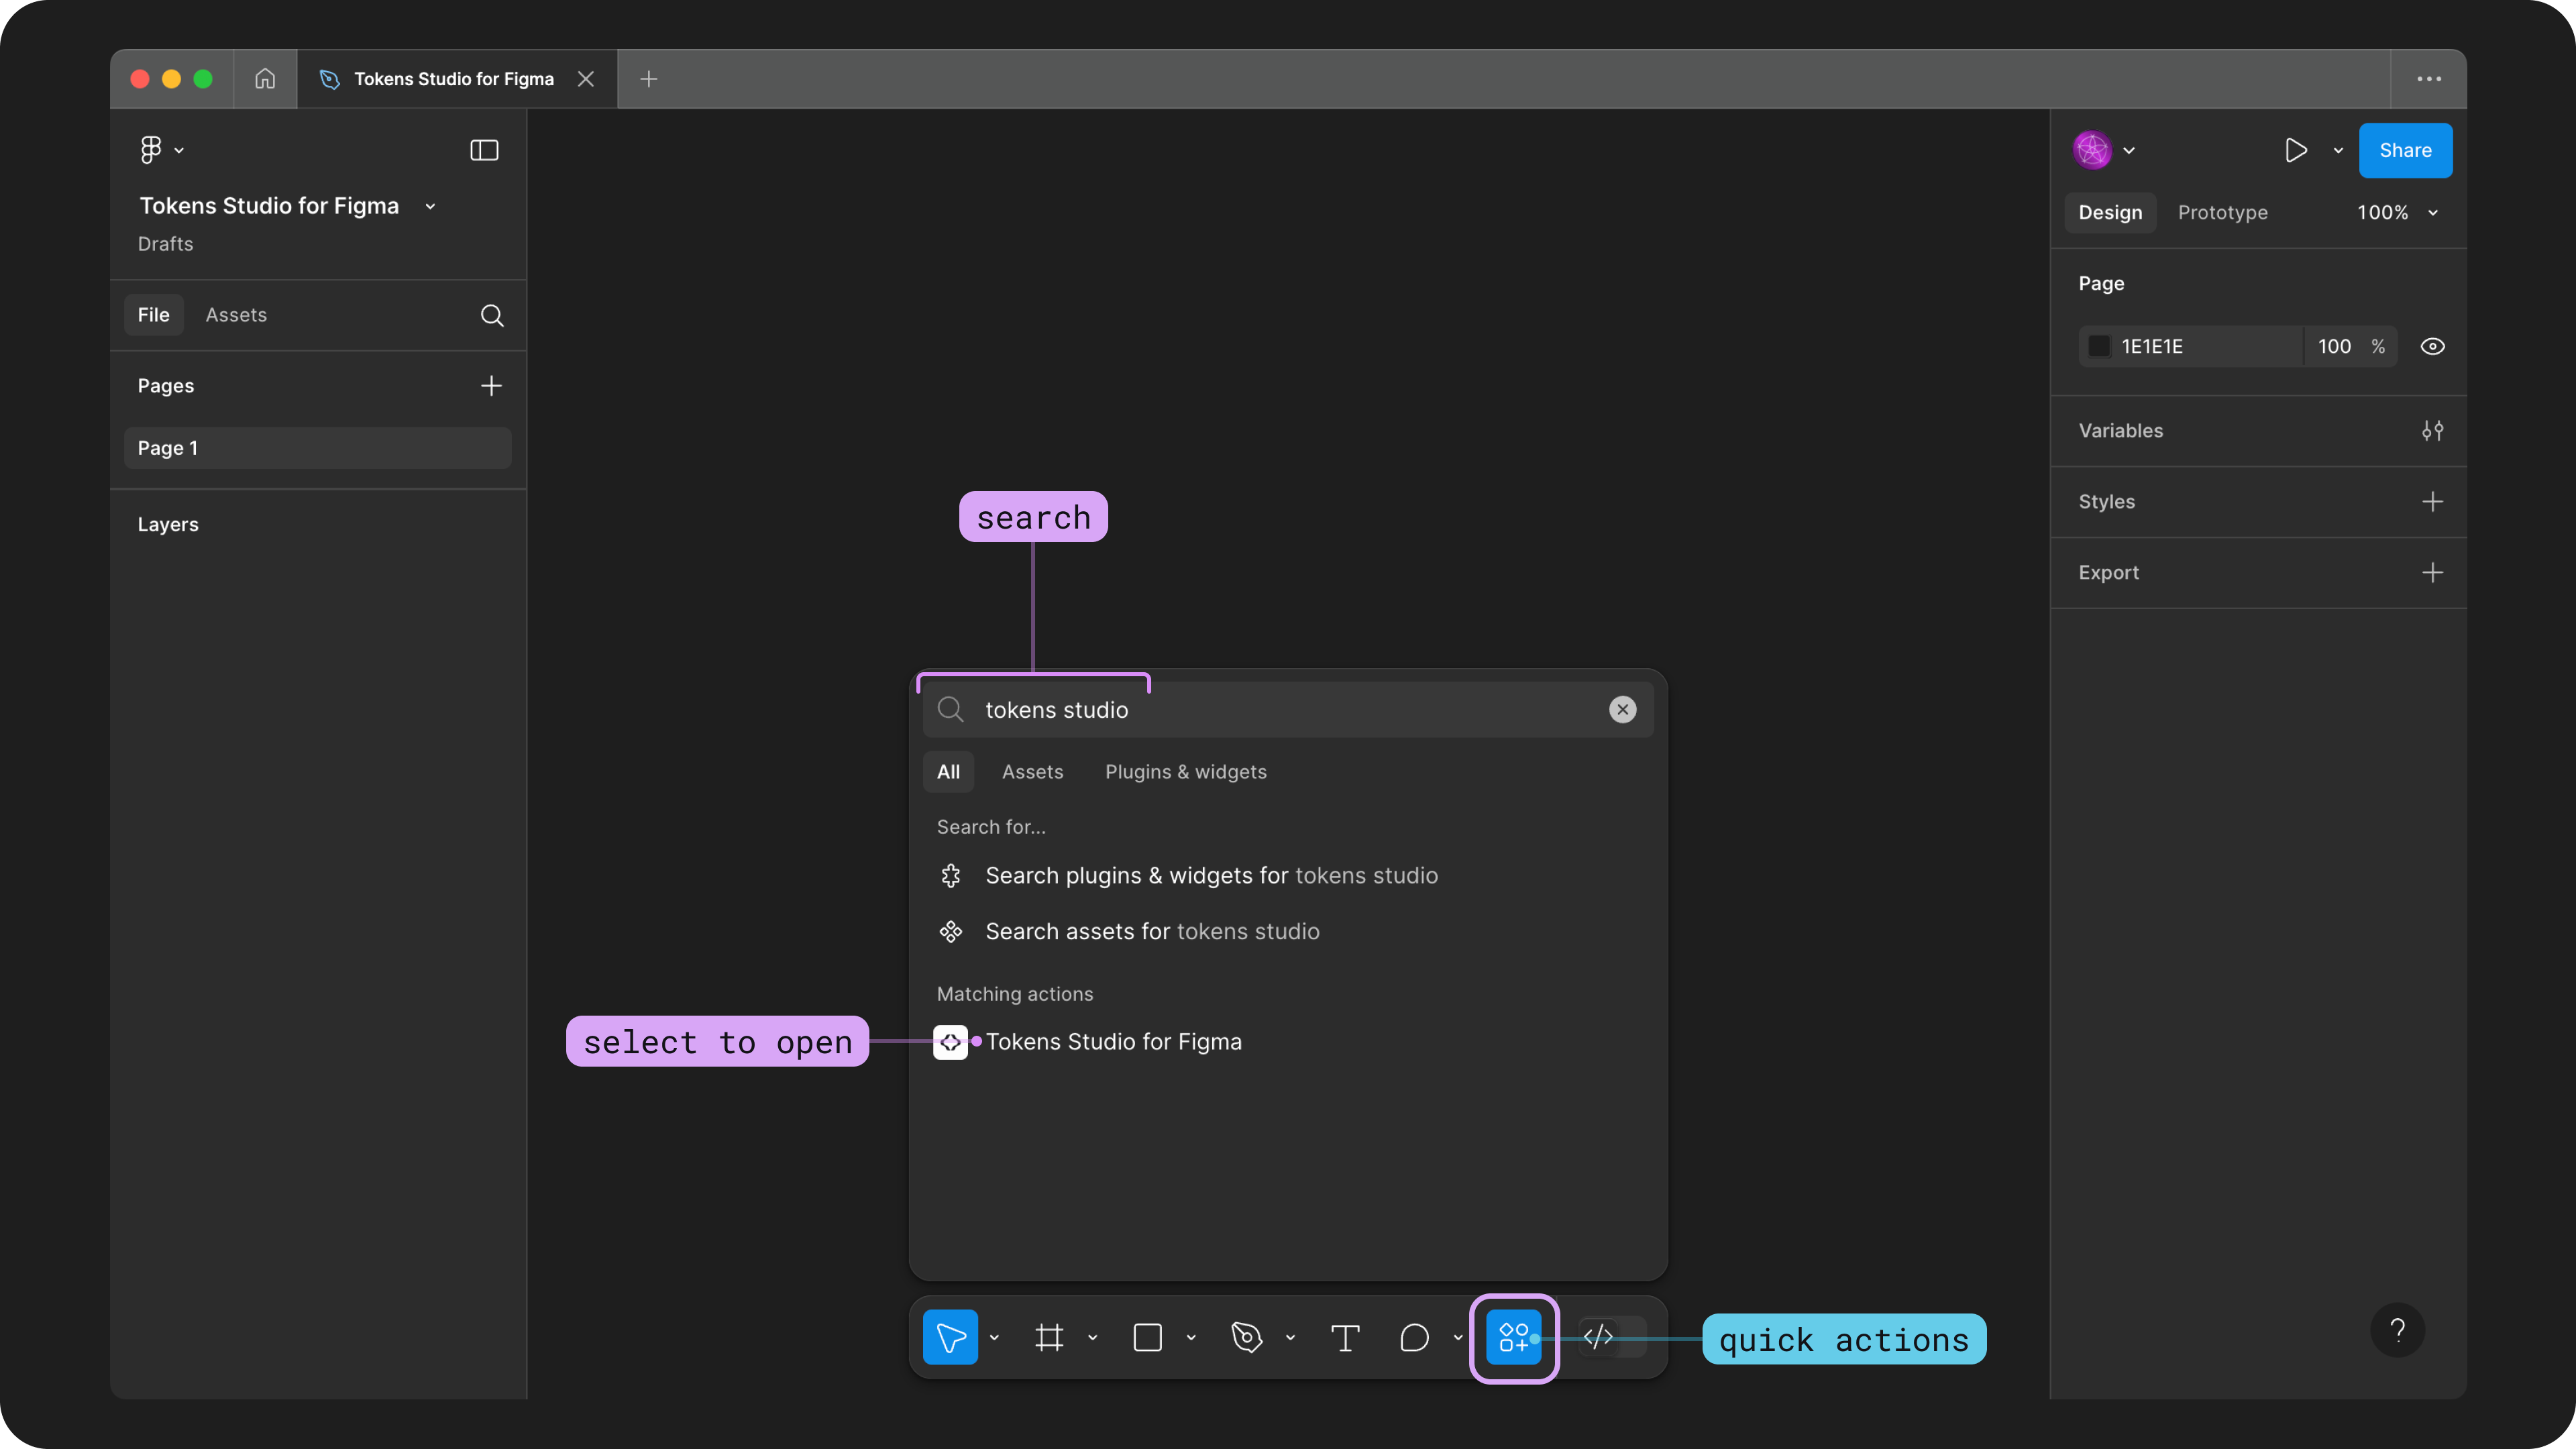 Tokens Studio for Figma
Tokens Studio for Figma
Drafts
File Assets
Pages
Page 1
Layers
search
tokens studio
All Assets Plugins & widgets
Search for...
Search plugins & widgets for tokens studio
Search assets for tokens studio
Matching actions
select to open
Tokens Studio for Figma
quick actions
Share
Design Prototype 100%
Page
1E1E1E 100 %
Variables
Styles
Export
?